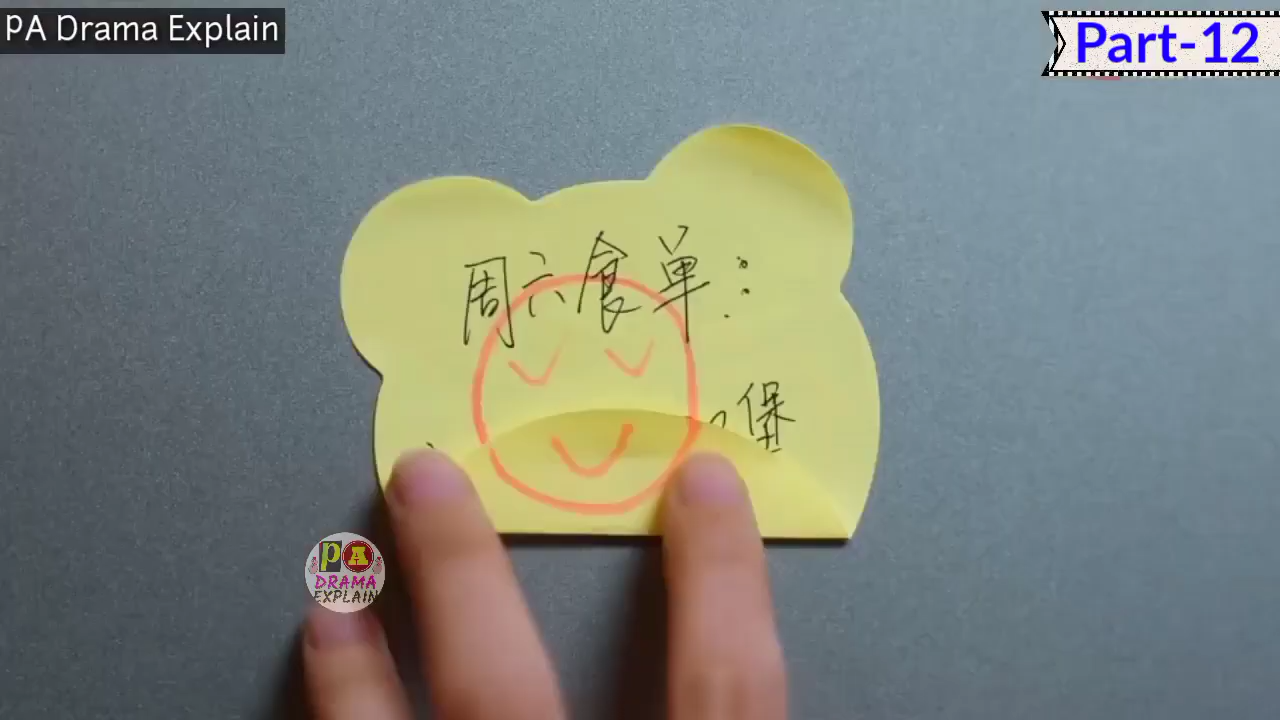 PA Drama Explain
Part-12
周六食单:
堡
PA
DRAMA
EXPLAIN